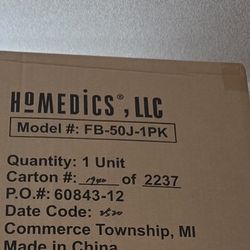 HoMEDICS®, LLC
Model #: FB-50J-1PK
Quantity: 1 Unit
Carton #: 1940 of 2237
P.O.#: 60843-12
Date Code:
Commerce Township, MI
Made in China